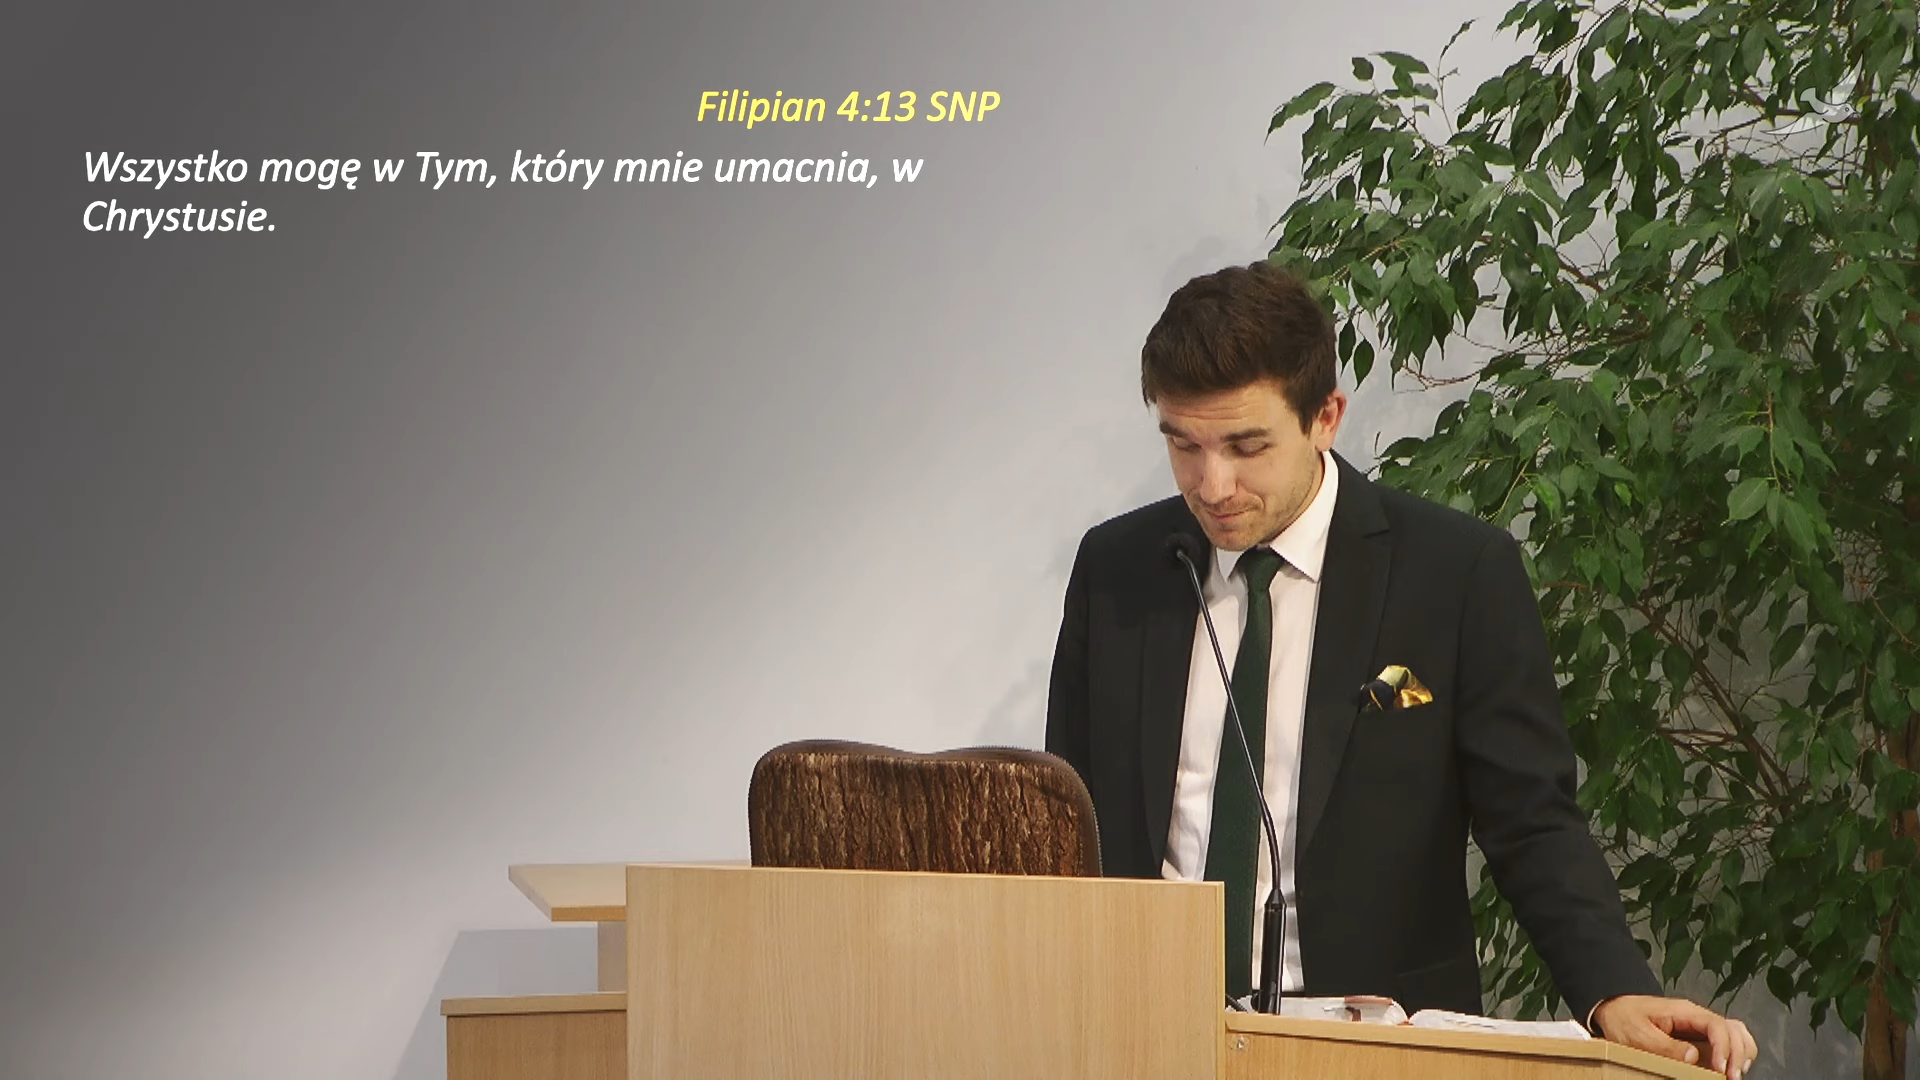 Filipian 4:13 SNP
Wszystko mogę w Tym, który mnie umacnia, w
Chrystusie.